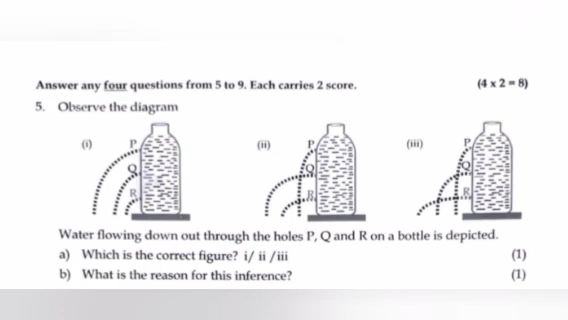 Answer any four questions from 5 to 9. Each carries 2 score. (4 x 2 = 8)
5. Observe the diagram
(i) P Q R (ii) P Q R (iii) P Q R
Water flowing down out through the holes P, Q and R on a bottle is depicted.
a) Which is the correct figure? i/ ii /iii (1)
b) What is the reason for this inference? (1)